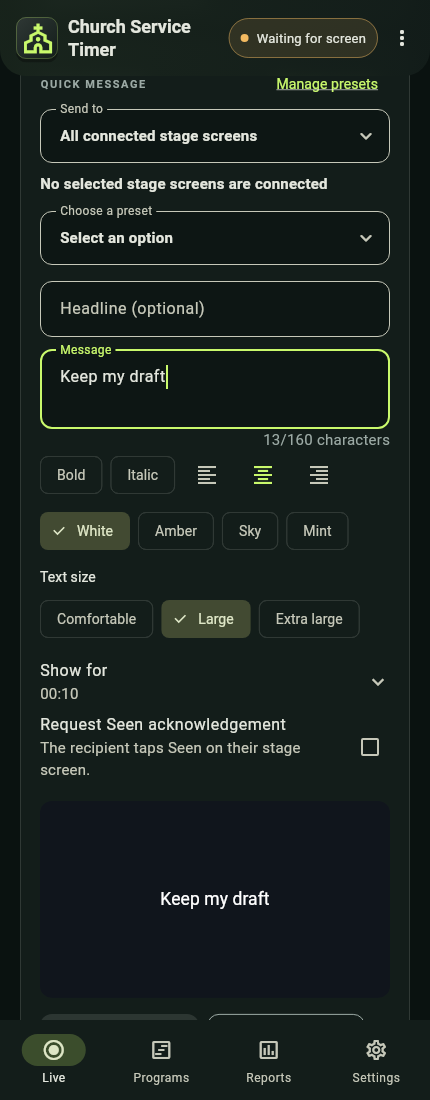 Church Service
Timer
Waiting for screen
QUICK MESSAGE
Manage presets
Send to
All connected stage screens
No selected stage screens are connected
Choose a preset
Select an option
Headline (optional)
Message
Keep my draft
13/160 characters
Bold
Italic
White
Amber
Sky
Mint
Text size
Comfortable
Large
Extra large
Show for
00:10
Request Seen acknowledgement
The recipient taps Seen on their stage
screen.
Keep my draft
Live
Programs
Reports
Settings